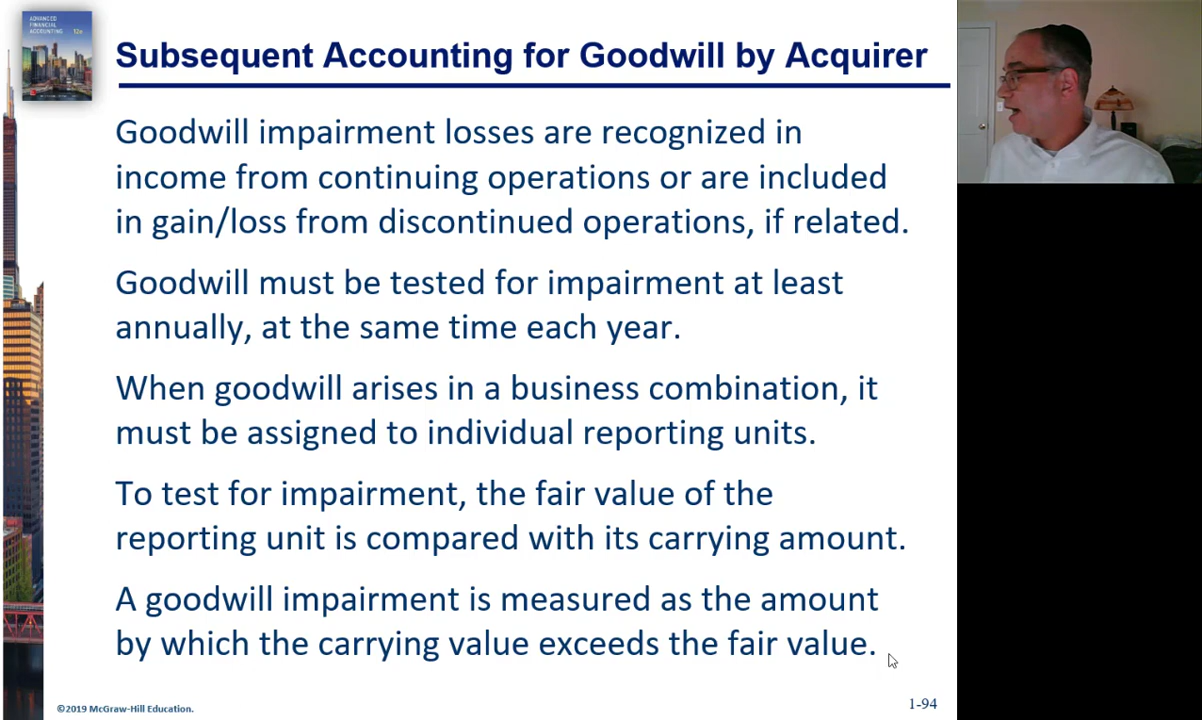 ADVANCED
FINANCIAL
ACCOUNTING
12e
Subsequent Accounting for Goodwill by Acquirer
Goodwill impairment losses are recognized in
income from continuing operations or are included
in gain/loss from discontinued operations, if related.
Goodwill must be tested for impairment at least
annually, at the same time each year.
When goodwill arises in a business combination, it
must be assigned to individual reporting units.
To test for impairment, the fair value of the
reporting unit is compared with its carrying amount.
A goodwill impairment is measured as the amount
by which the carrying value exceeds the fair value.
©2019 McGraw-Hill Education.
1-94